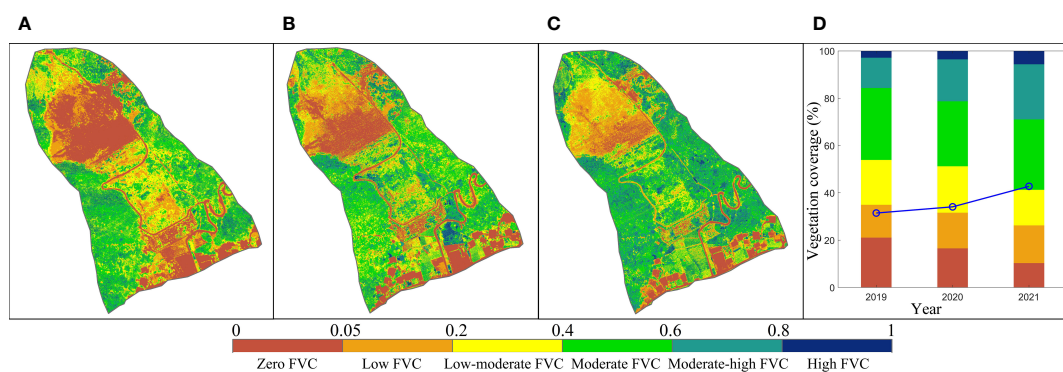 A B C D
100
80
60
40
20
0
Vegetation coverage (%)
2019 2020 2021
Year
0 0.05 0.2 0.4 0.6 0.8 1
Zero FVC Low FVC Low-moderate FVC Moderate FVC Moderate-high FVC High FVC